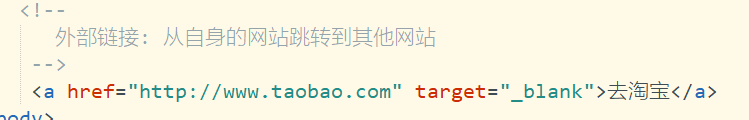 <!--
外部链接: 从自身的网站跳转到其他网站
-->
<a href="http://www.taobao.com" target="_blank">去淘宝</a>
body>